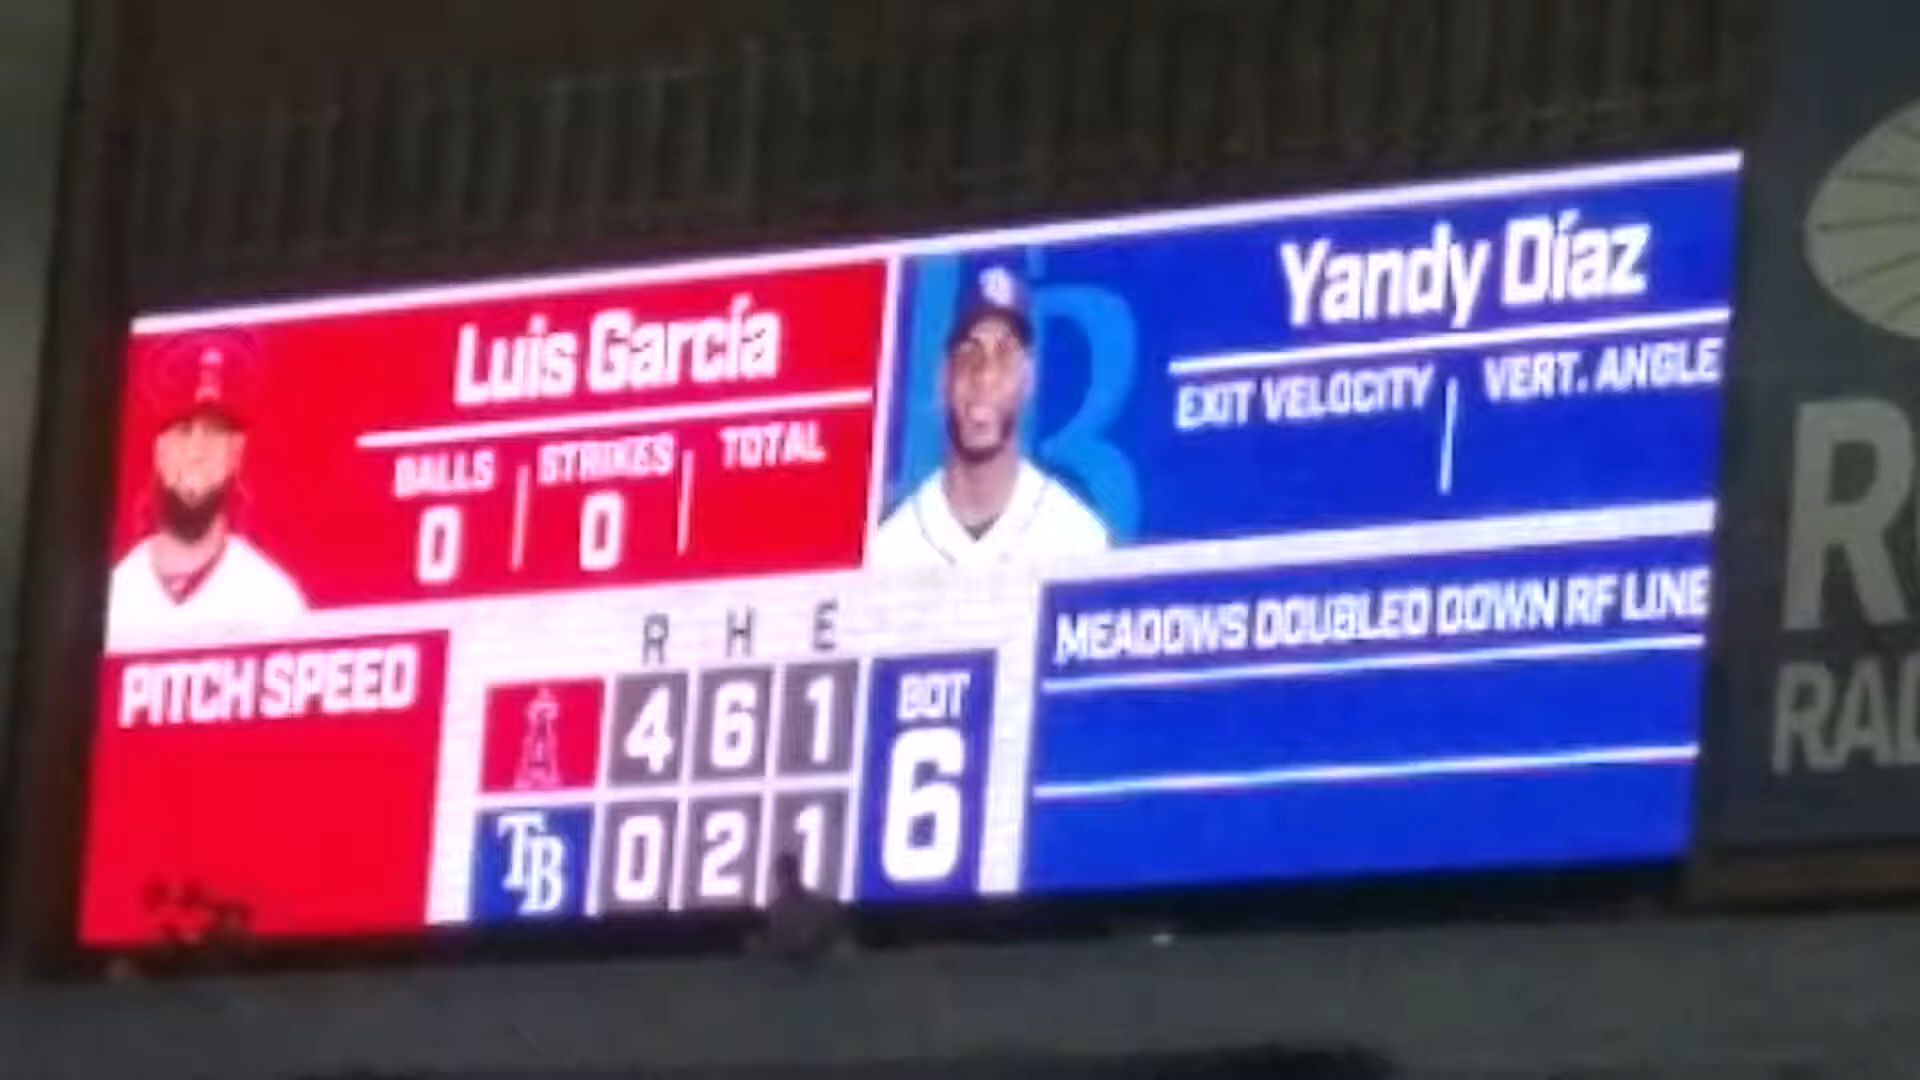 Luis García
BALLS STRIKES TOTAL
0 0
PITCH SPEED
Yandy Díaz
EXIT VELOCITY VERT. ANGLE
MEADOWS DOUBLED DOWN RF LINE
R H E
A 4 6 1
TB 0 2 1
BOT
6